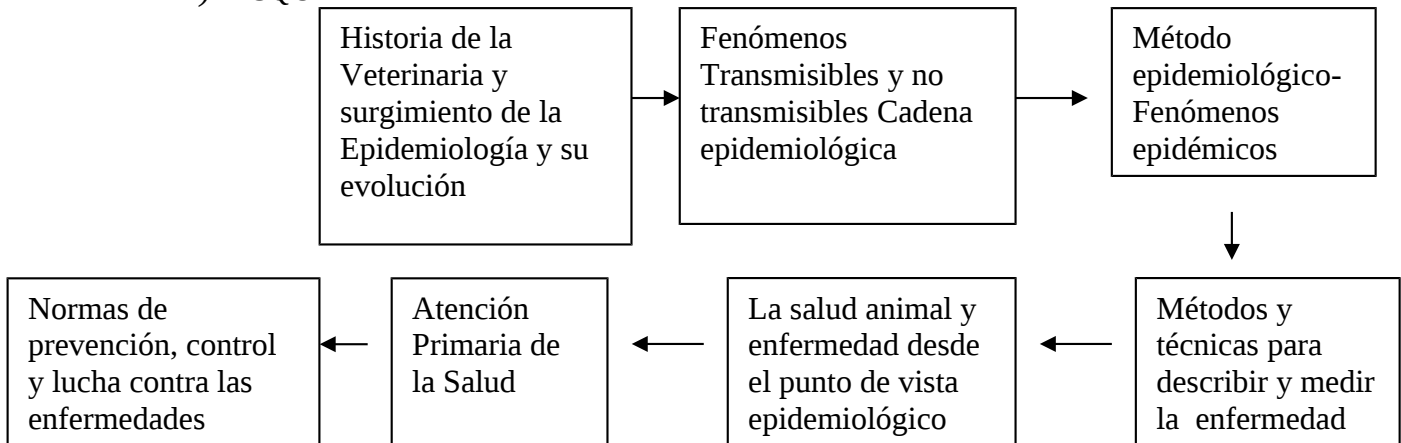 Historia de la
Veterinaria y
surgimiento de la
Epidemiología y su
evolución
Fenómenos
Transmisibles y no
transmisibles Cadena
epidemiológica
Método
epidemiológico-
Fenómenos
epidémicos
Métodos y
técnicas para
describir y medir
la enfermedad
La salud animal y
enfermedad desde
el punto de vista
epidemiológico
Atención
Primaria de
la Salud
Normas de
prevención, control
y lucha contra las
enfermedades